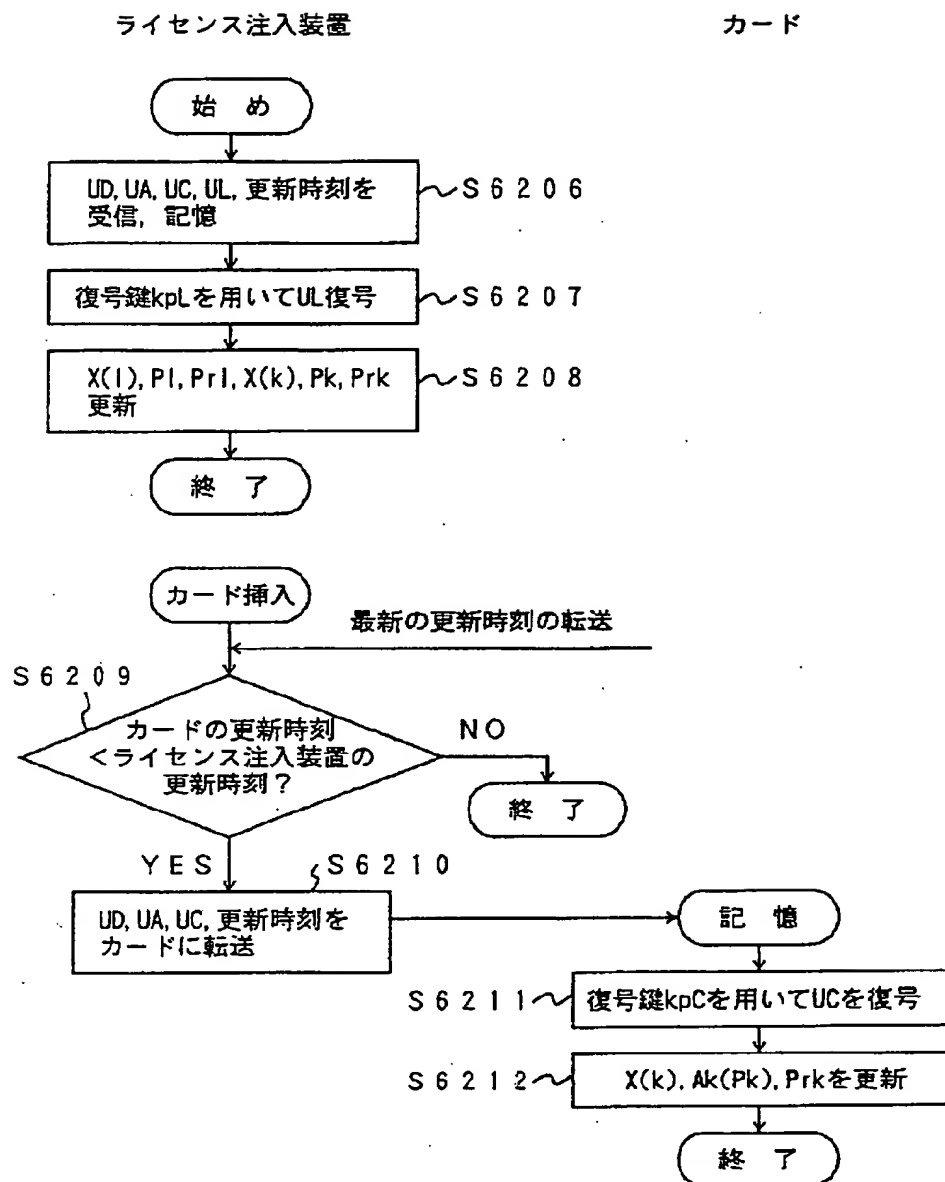 ライセンス注入装置
カード
始 め
UD, UA, UC, UL, 更新時刻を
受信, 記憶
S6206
復号鍵kpLを用いてUL復号
S6207
X(l), Pl, Prl, X(k), Pk, Prk
更新
S6208
終 了
カード挿入
最新の更新時刻の転送
S6209
カードの更新時刻
<ライセンス注入装置の
更新時刻?
NO
終 了
YES
S6210
UD, UA, UC, 更新時刻を
カードに転送
記 憶
S6211
復号鍵kpCを用いてUCを復号
S6212
X(k), Ak(Pk), Prkを更新
終 了